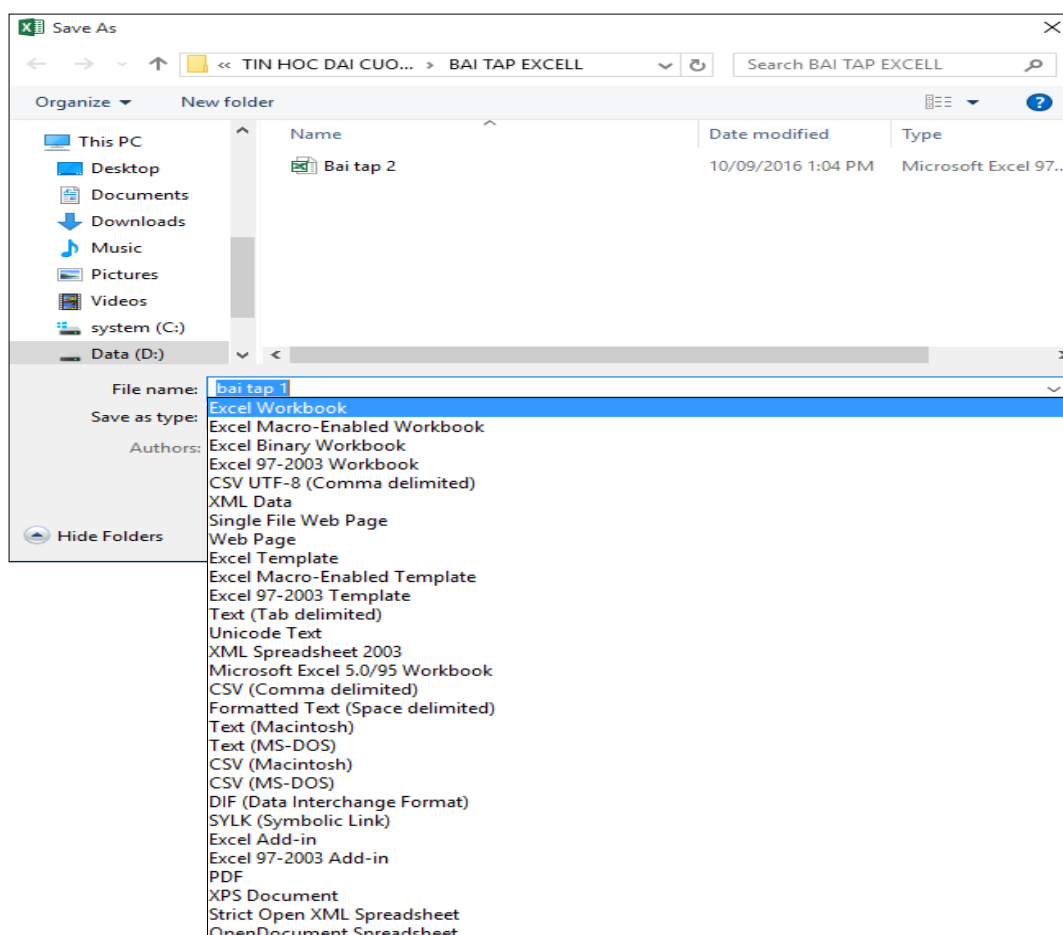 Save As
« TIN HOC DAI CUO... > BAI TAP EXCELL
Search BAI TAP EXCELL
Organize
New folder
?
Name
Date modified
Type
This PC
Desktop
Documents
Downloads
Music
Pictures
Videos
system (C:)
Data (D:)
Bai tap 2
10/09/2016 1:04 PM
Microsoft Excel 97..
File name: bai tap 1
Save as type:
Authors:
Hide Folders
Excel Workbook
Excel Macro-Enabled Workbook
Excel Binary Workbook
Excel 97-2003 Workbook
CSV UTF-8 (Comma delimited)
XML Data
Single File Web Page
Web Page
Excel Template
Excel Macro-Enabled Template
Excel 97-2003 Template
Text (Tab delimited)
Unicode Text
XML Spreadsheet 2003
Microsoft Excel 5.0/95 Workbook
CSV (Comma delimited)
Formatted Text (Space delimited)
Text (Macintosh)
Text (MS-DOS)
CSV (Macintosh)
CSV (MS-DOS)
DIF (Data Interchange Format)
SYLK (Symbolic Link)
Excel Add-in
Excel 97-2003 Add-in
PDF
XPS Document
Strict Open XML Spreadsheet
OpenDocument Spreadsheet